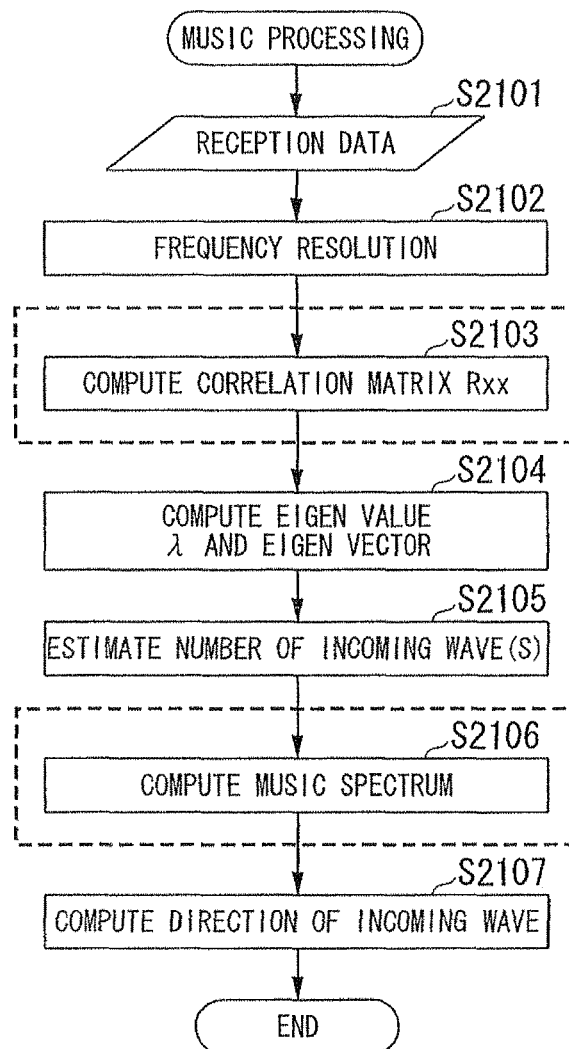 MUSIC PROCESSING
S2101
RECEPTION DATA
S2102
FREQUENCY RESOLUTION
S2103
COMPUTE CORRELATION MATRIX Rxx
S2104
COMPUTE EIGEN VALUE
λ AND EIGEN VECTOR
S2105
ESTIMATE NUMBER OF INCOMING WAVE(S)
S2106
COMPUTE MUSIC SPECTRUM
S2107
COMPUTE DIRECTION OF INCOMING WAVE
END